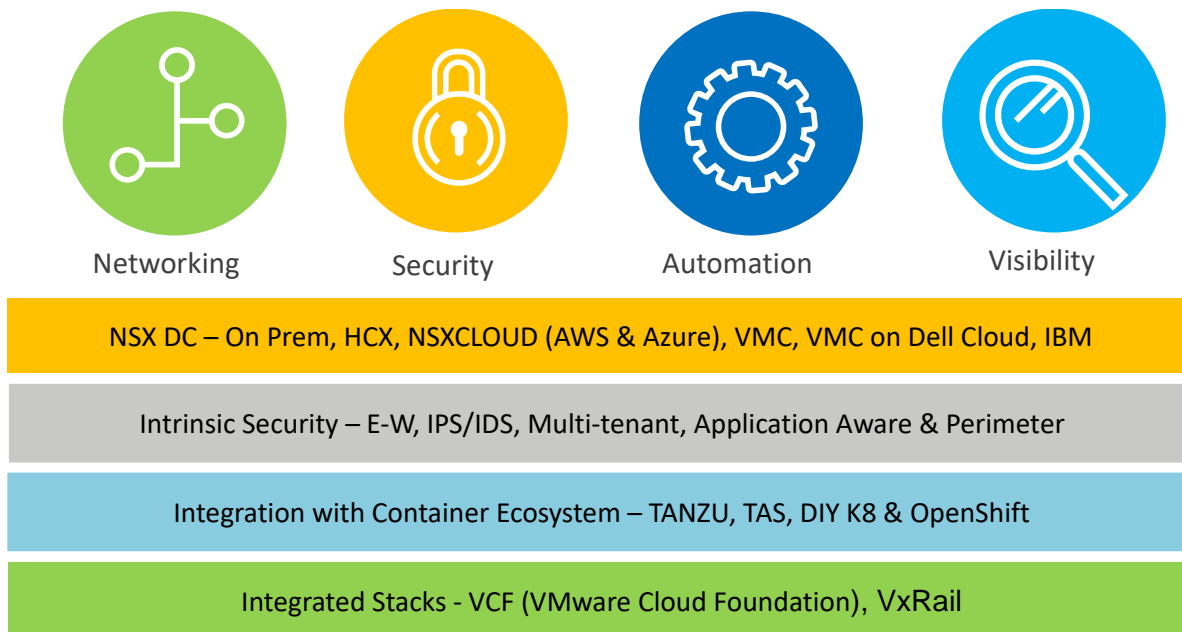 Networking
Security
Automation
Visibility
NSX DC – On Prem, HCX, NSXCLOUD (AWS & Azure), VMC, VMC on Dell Cloud, IBM
Intrinsic Security – E-W, IPS/IDS, Multi-tenant, Application Aware & Perimeter
Integration with Container Ecosystem – TANZU, TAS, DIY K8 & OpenShift
Integrated Stacks - VCF (VMware Cloud Foundation), VxRail